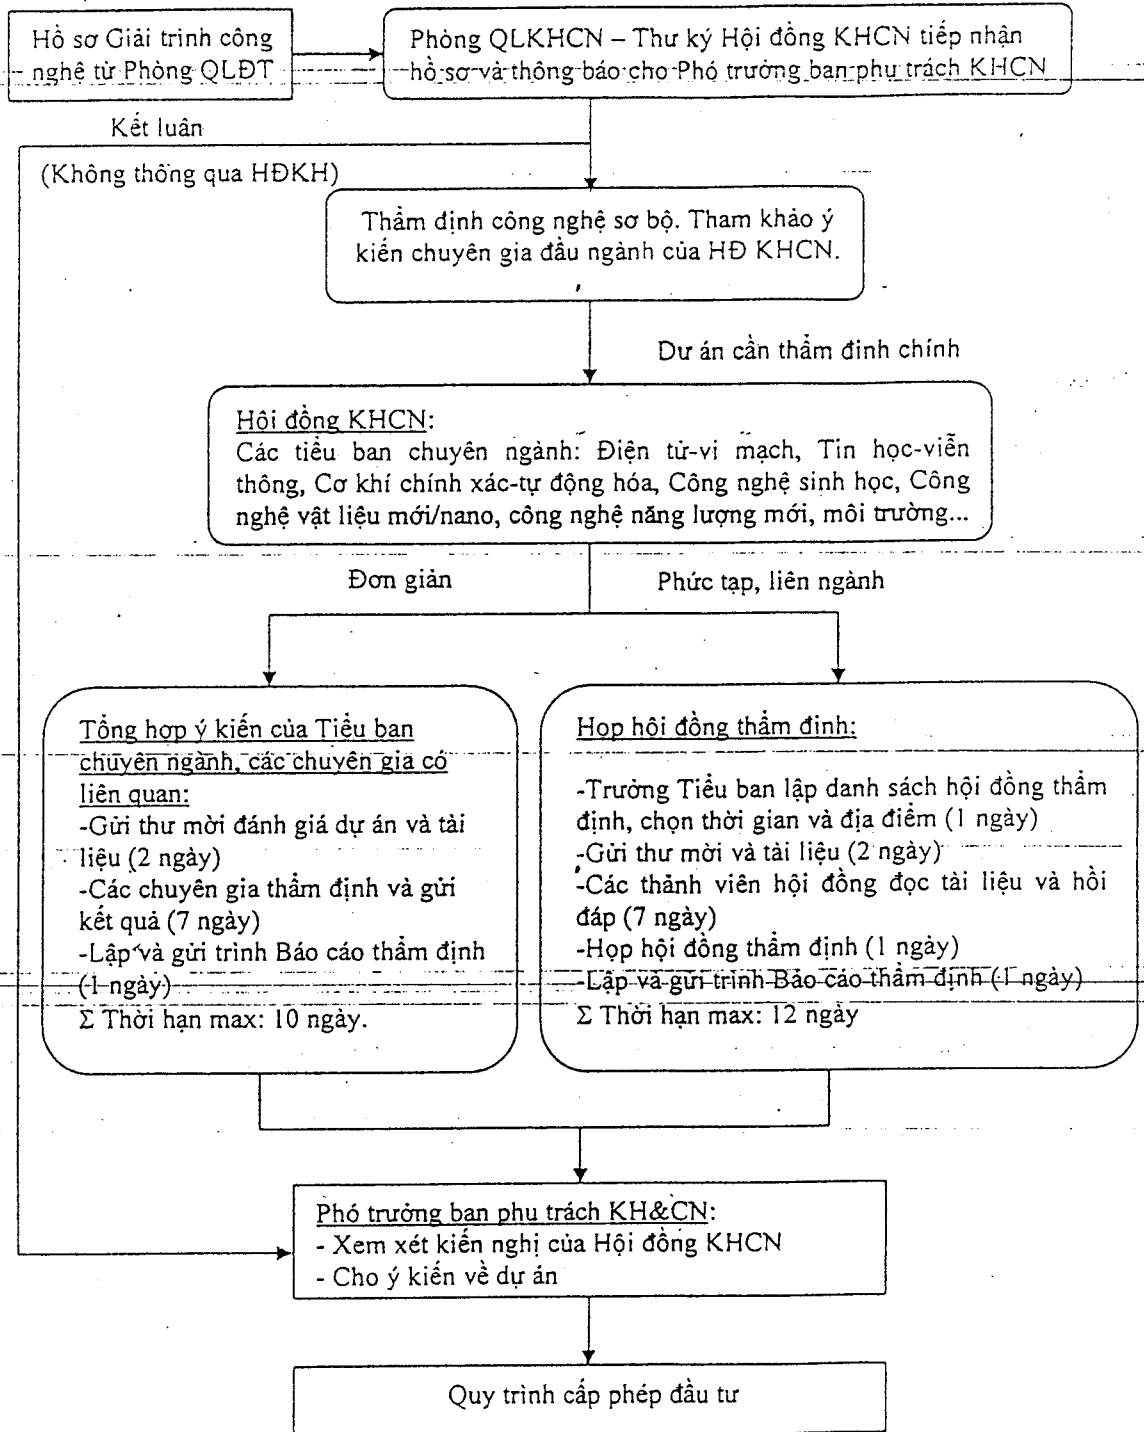 Hồ sơ Giải trình công
nghệ từ Phòng QLĐT
Phòng QLKHCN – Thư ký Hội đồng KHCN tiếp nhận
hồ sơ và thông báo cho Phó trưởng ban phụ trách KHCN
Kết luân
(Không thông qua HĐKH)
Thẩm định công nghệ sơ bộ. Tham khảo ý
kiến chuyên gia đầu ngành của HĐ KHCN.
Dự án cần thẩm định chính
Hội đồng KHCN:
Các tiểu ban chuyên ngành: Điện tử-vi mạch, Tin học-viễn
thông, Cơ khí chính xác-tự động hóa, Công nghệ sinh học, Công
nghệ vật liệu mới/nano, công nghệ năng lượng mới, môi trường...
Đơn giản
Phức tạp, liên ngành
Tổng hợp ý kiến của Tiểu ban
chuyên ngành, các chuyên gia có
liên quan:
-Gửi thư mời đánh giá dự án và tài
liệu (2 ngày)
-Các chuyên gia thẩm định và gửi
kết quả (7 ngày)
-Lập và gửi trình Báo cáo thẩm định
(1 ngày)
Σ Thời hạn max: 10 ngày.
Họp hội đồng thẩm định:
-Trưởng Tiểu ban lập danh sách hội đồng thẩm
định, chọn thời gian và địa điểm (1 ngày)
-Gửi thư mời và tài liệu (2 ngày)
-Các thành viên hội đồng đọc tài liệu và hồi
đáp (7 ngày)
-Họp hội đồng thẩm định (1 ngày)
-Lập và gửi trình Báo cáo thẩm định (1 ngày)
Σ Thời hạn max: 12 ngày
Phó trưởng ban phụ trách KH&CN:
- Xem xét kiến nghị của Hội đồng KHCN
- Cho ý kiến về dự án
Quy trình cấp phép đầu tư